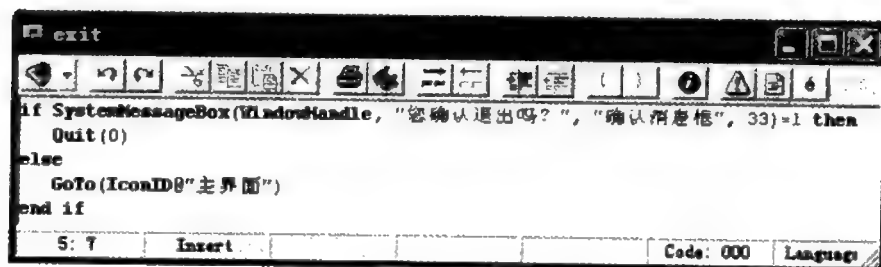 exit
if SystemMessageBox(WindowHandle, "您确认退出吗？", "确认消息框", 33)=1 then
Quit(0)
else
GoTo(IconID@"主界面")
end if
5: 7 Insert Code: 000 Language